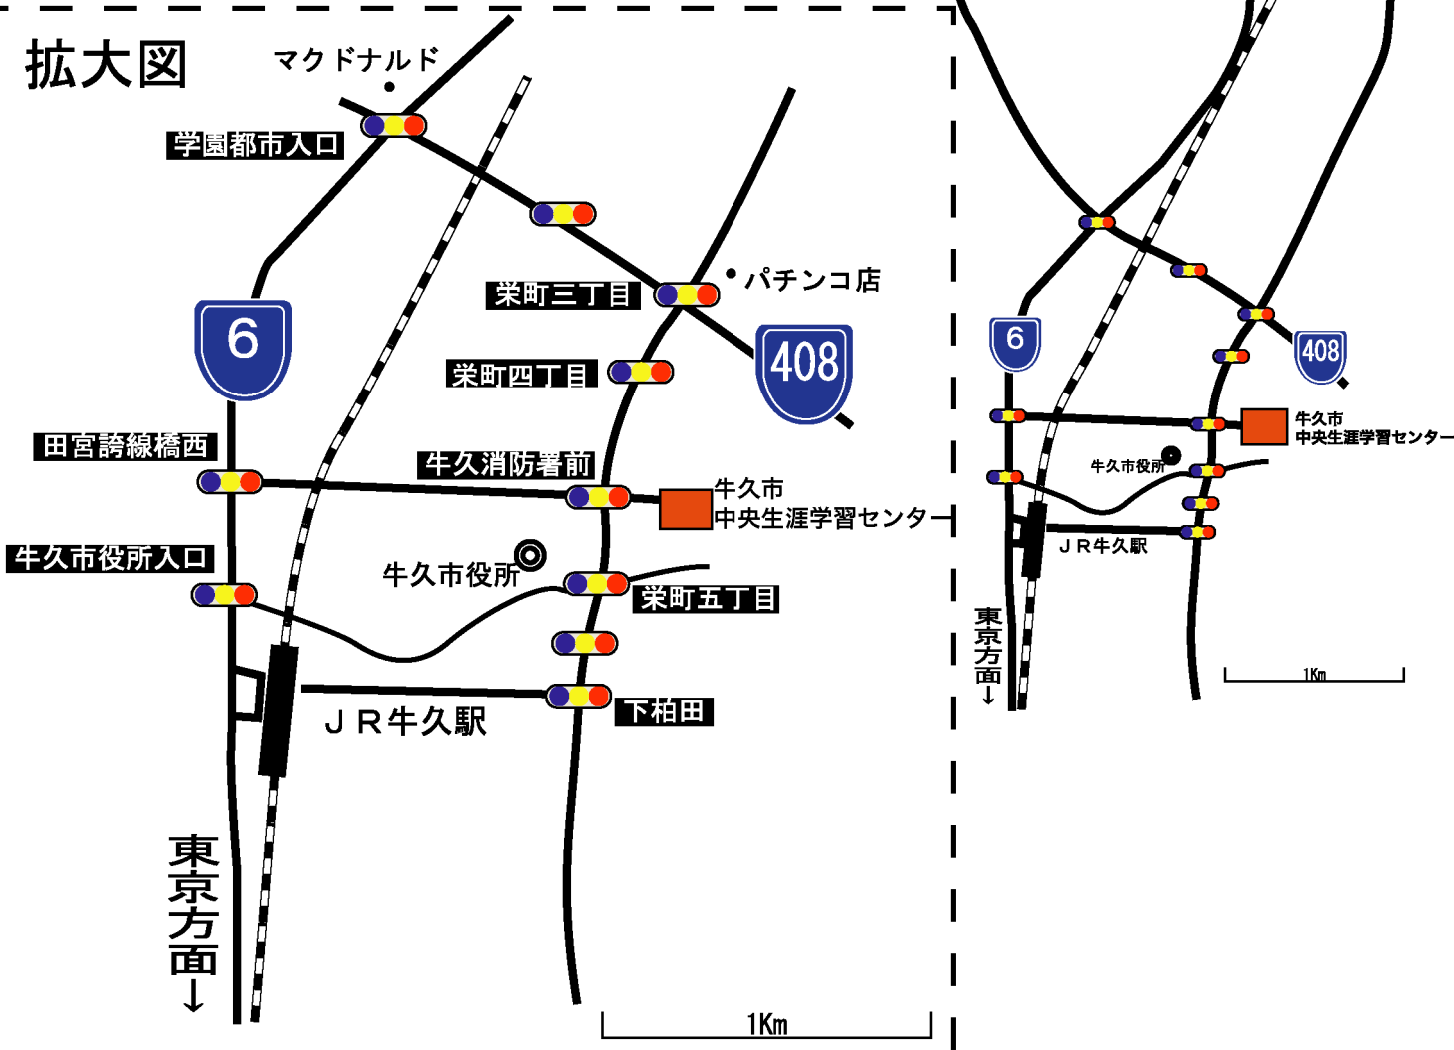 拡大図
マクドナルド
学園都市入口
栄町三丁目
パチンコ店
6
408
栄町四丁目
田宮誇線橋西
牛久消防署前
牛久市
中央生涯学習センター
牛久市役所入口
牛久市役所
栄町五丁目
JR牛久駅
下柏田
東京方面↓
1Km
6
408
牛久市
中央生涯学習センター
牛久市役所
JR牛久駅
東京方面↓
1Km